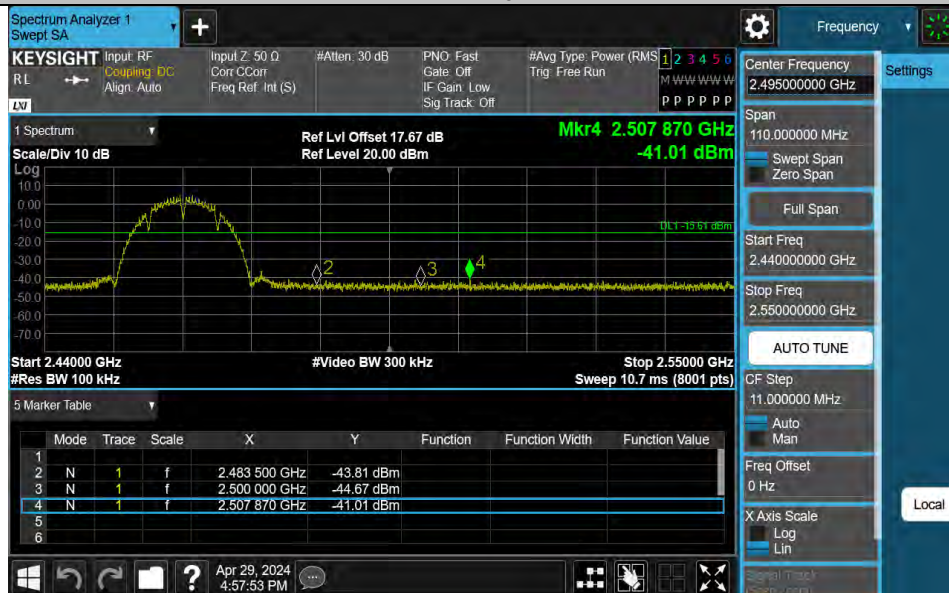 Spectrum Analyzer 1
Swept SA
+
Frequency
KEYSIGHT
RL
LXI
Input: RF
Coupling: DC
Align: Auto
Input Z: 50 Ω
Corr CCorr
Freq Ref: Int (S)
#Atten: 30 dB
PNO: Fast
Gate: Off
IF Gain: Low
Sig Track: Off
#Avg Type: Power (RMS
Trig: Free Run
1 2 3 4 5 6
M W W W W W
P P P P P P
1 Spectrum
Scale/Div 10 dB
Ref Lvl Offset 17.67 dB
Ref Level 20.00 dBm
Mkr4 2.507 870 GHz
-41.01 dBm
Log
10.0
0.00
-10.0
-20.0
-30.0
-40.0
-50.0
-60.0
-70.0
DL1 -15.61 dBm
2
3
4
Start 2.44000 GHz
#Video BW 300 kHz
Stop 2.55000 GHz
#Res BW 100 kHz
Sweep 10.7 ms (8001 pts)
5 Marker Table
Mode Trace Scale X Y Function Function Width Function Value
1
2 N 1 f 2.483 500 GHz -43.81 dBm
3 N 1 f 2.500 000 GHz -44.67 dBm
4 N 1 f 2.507 870 GHz -41.01 dBm
5
6
?
Apr 29, 2024
4:57:53 PM
Center Frequency
2.495000000 GHz
Settings
Span
110.000000 MHz
Swept Span
Zero Span
Full Span
Start Freq
2.440000000 GHz
Stop Freq
2.550000000 GHz
AUTO TUNE
CF Step
11.000000 MHz
Auto
Man
Freq Offset
0 Hz
X Axis Scale
Log
Lin
Local
Signal Track
(Span Zoom)